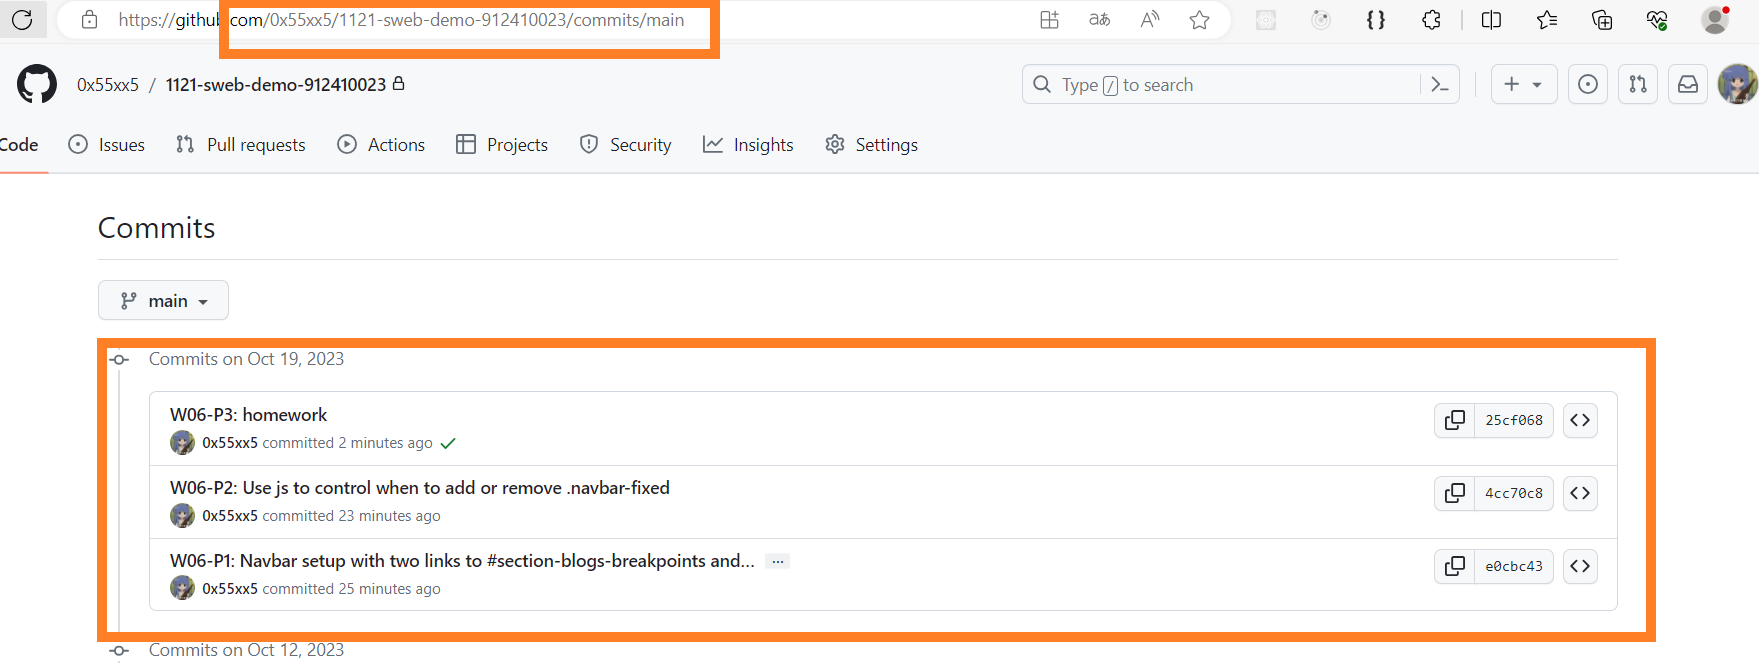 https://github.com/0x55xx5/1121-sweb-demo-912410023/commits/main
0x55xx5 / 1121-sweb-demo-912410023
Type / to search
Code Issues Pull requests Actions Projects Security Insights Settings
Commits
main
Commits on Oct 19, 2023
W06-P3: homework
0x55xx5 committed 2 minutes ago
25cf068
W06-P2: Use js to control when to add or remove .navbar-fixed
0x55xx5 committed 23 minutes ago
4cc70c8
W06-P1: Navbar setup with two links to #section-blogs-breakpoints and... ...
0x55xx5 committed 25 minutes ago
e0cbc43
Commits on Oct 12, 2023